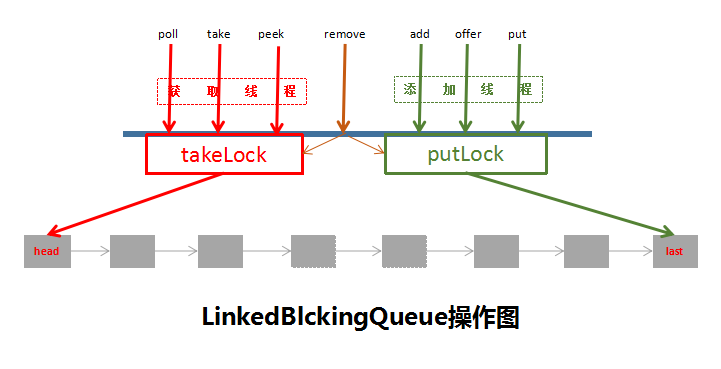 poll take peek remove add offer put
获 取 线 程 添 加 线 程
takeLock putLock
head last
LinkedBlckingQueue操作图